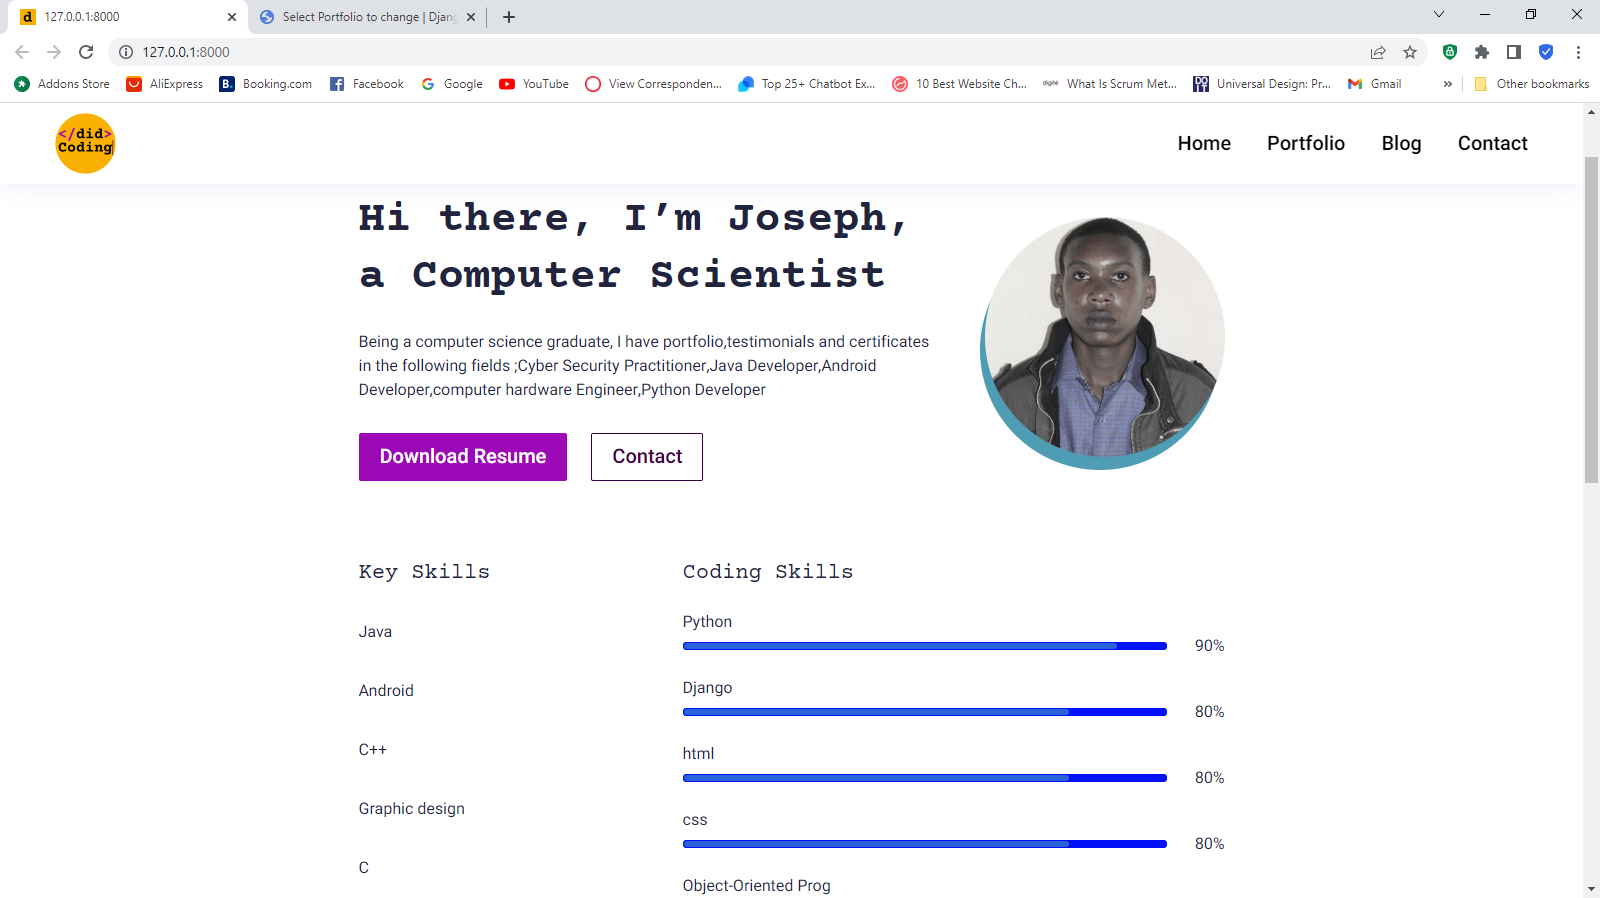 d
127.0.0.1:8000
Select Portfolio to change | Djang
127.0.0.1:8000
Addons Store
AliExpress
B.
Booking.com
Facebook
Google
YouTube
View Corresponden...
Top 25+ Chatbot Ex...
10 Best Website Ch...
digité
What Is Scrum Met...
Universal Design: Pr...
Gmail
»
Other bookmarks
</did>
Coding
Home
Portfolio
Blog
Contact
Hi there, I’m Joseph,
a Computer Scientist
Being a computer science graduate, I have portfolio,testimonials and certificates
in the following fields ;Cyber Security Practitioner,Java Developer,Android
Developer,computer hardware Engineer,Python Developer
Download Resume
Contact
Key Skills
Java
Android
C++
Graphic design
C
Coding Skills
Python
90%
Django
80%
html
80%
css
80%
Object-Oriented Prog